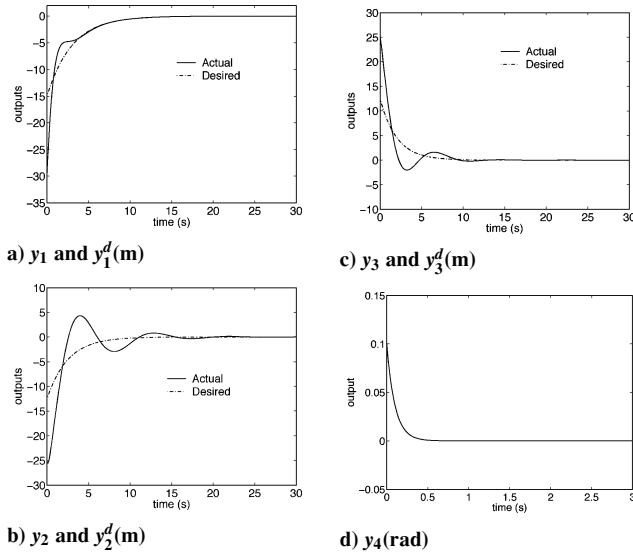 0
−5
−10
−15
−20
−25
−30
−35
0 5 10 15 20 25 30
outputs
time (s)
Actual
Desired
a) y₁ and y₁ᵈ(m)
10
5
0
−5
−10
−15
−20
−25
−30
0 5 10 15 20 25 30
outputs
time (s)
Actual
Desired
b) y₂ and y₂ᵈ(m)
30
25
20
15
10
5
0
−5
−10
0 5 10 15 20 25 30
outputs
time (s)
Actual
Desired
c) y₃ and y₃ᵈ(m)
0.15
0.1
0.05
0
−0.05
0 0.5 1 1.5 2 2.5 3
output
time (s)
d) y₄(rad)